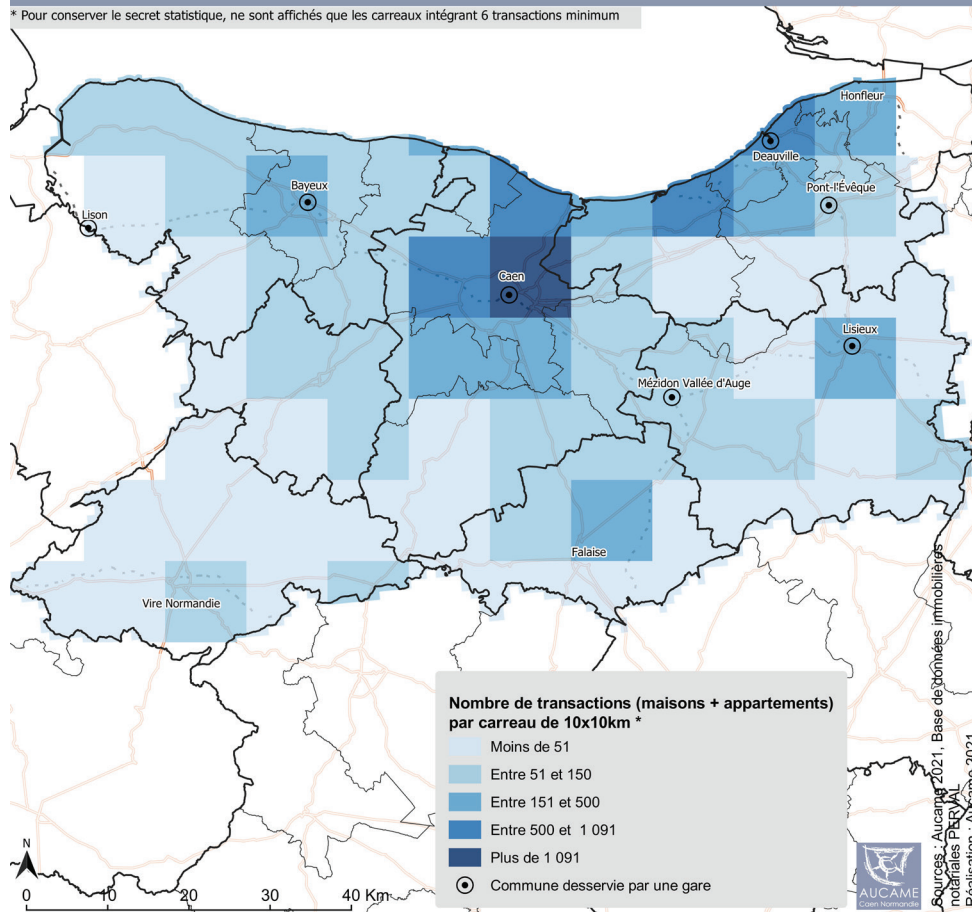 * Pour conserver le secret statistique, ne sont affichés que les carreaux intégrant 6 transactions minimum
Honfleur
Deauville
Bayeux
Pont-l'Évêque
Lison
Caen
Lisieux
Mézidon Vallée d'Auge
Falaise
Vire Normandie
Nombre de transactions (maisons + appartements)
par carreau de 10x10km *
Moins de 51
Entre 51 et 150
Entre 151 et 500
Entre 500 et 1 091
Plus de 1 091
Commune desservie par une gare
N
0 10 20 30 40 Km
AUCAME
Caen Normandie
Sources : Aucame 2021, Base de données immobilières
notariales PERVAL
Réalisation : Aucame 2021